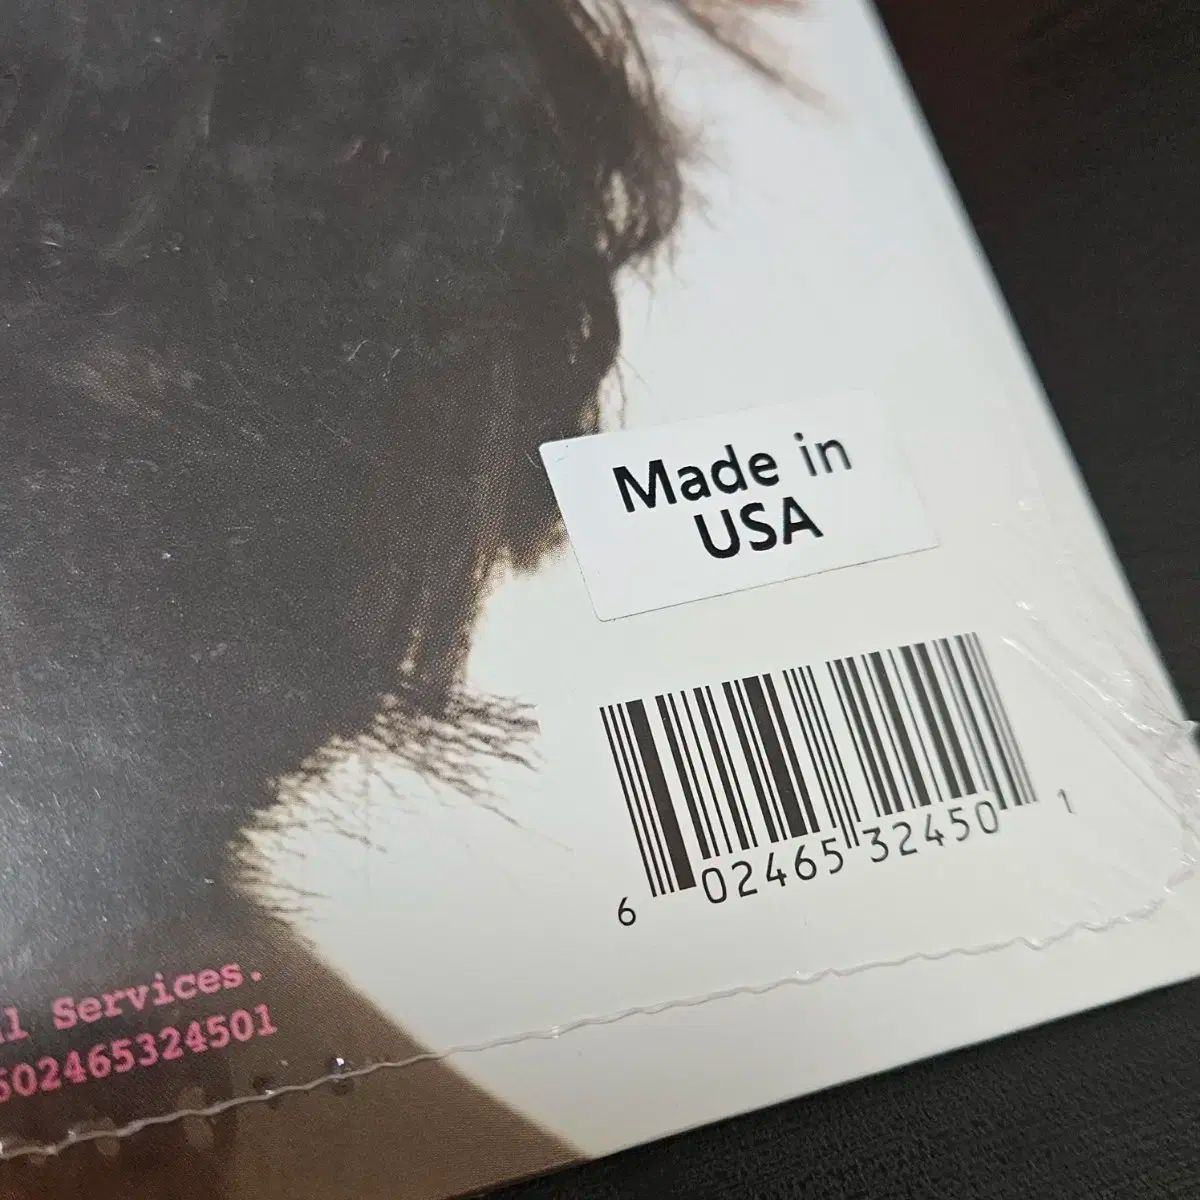 Made in
USA
6 02465 32450 1
Services.
602465324501